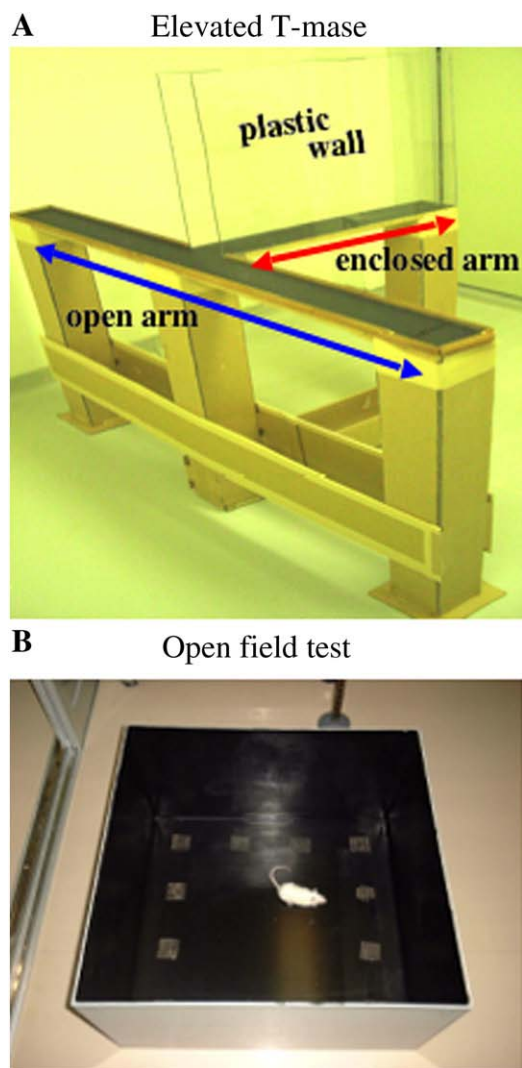 A Elevated T-mase
plastic
wall
enclosed arm
open arm
B Open field test